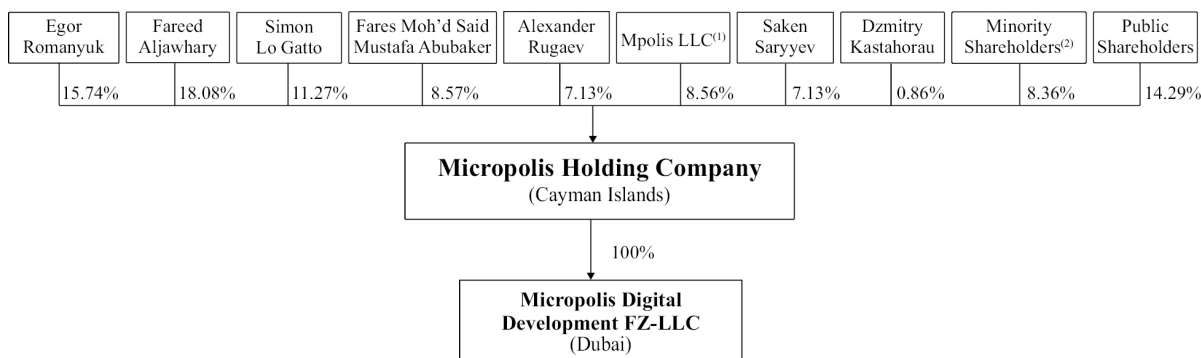 Egor
Romanyuk
Fareed
Aljawhary
Simon
Lo Gatto
Fares Moh’d Said
Mustafa Abubaker
Alexander
Rugaev
Mpolis LLC(1)
Saken
Saryyev
Dzmitry
Kastahorau
Minority
Shareholders(2)
Public
Shareholders
15.74%
18.08%
11.27%
8.57%
7.13%
8.56%
7.13%
0.86%
8.36%
14.29%
Micropolis Holding Company
(Cayman Islands)
100%
Micropolis Digital
Development FZ-LLC
(Dubai)